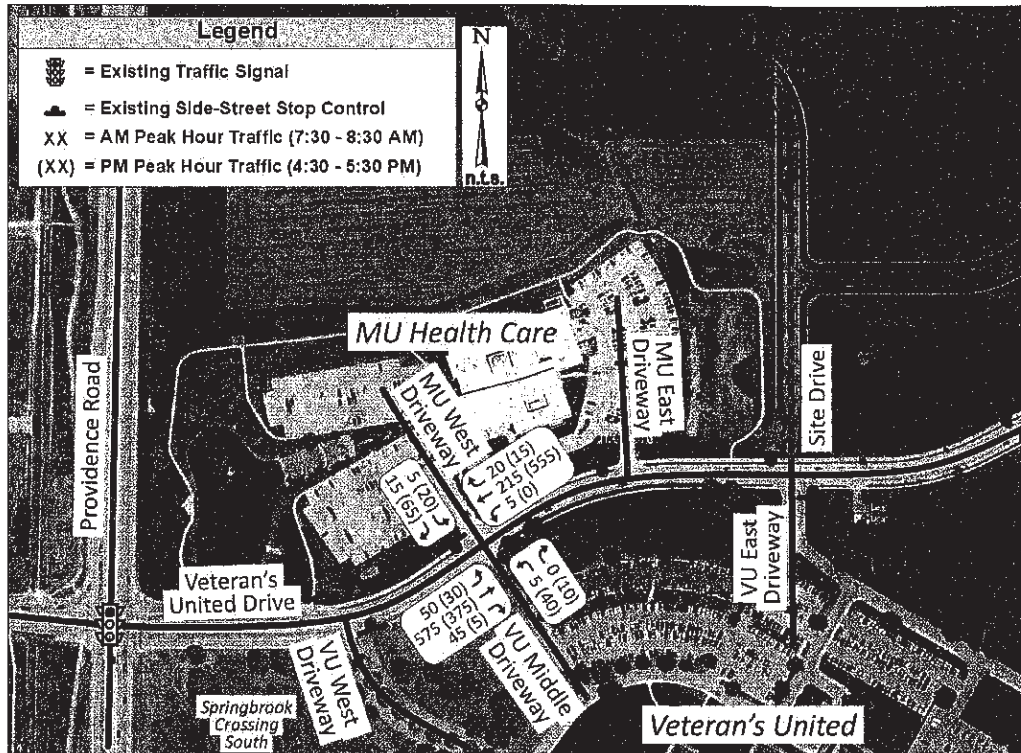 Legend
= Existing Traffic Signal
= Existing Side-Street Stop Control
XX = AM Peak Hour Traffic (7:30 - 8:30 AM)
(XX) = PM Peak Hour Traffic (4:30 - 5:30 PM)
N
n.t.s.
MU Health Care
Providence Road
MU West
Driveway
MU East
Driveway
Site Drive
20 (15)
215 (555)
5 (0)
5 (20)
15 (65)
Veteran's
United Drive
50 (30)
575 (375)
45 (5)
0 (10)
5 (40)
VU East
Driveway
VU West
Driveway
VU Middle
Driveway
Springbrook
Crossing
South
Veteran's United